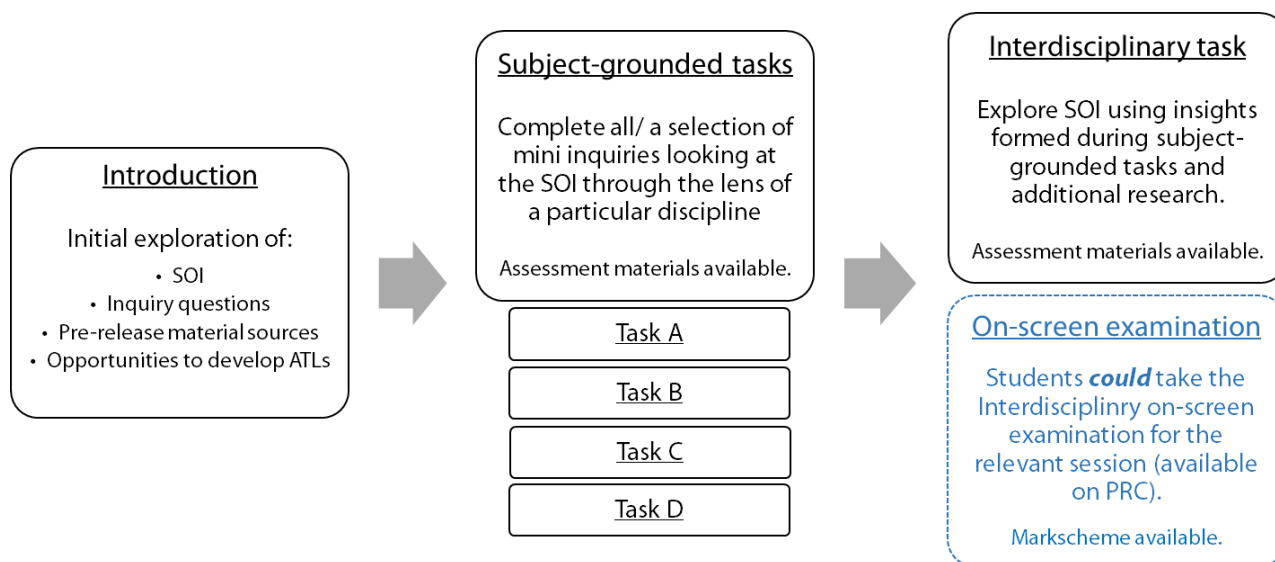 Introduction
Initial exploration of:
• SOI
• Inquiry questions
• Pre-release material sources
• Opportunities to develop ATLs
Subject-grounded tasks
Complete all/ a selection of
mini inquiries looking at
the SOI through the lens of
a particular discipline
Assessment materials available.
Task A
Task B
Task C
Task D
Interdisciplinary task
Explore SOI using insights
formed during subject-
grounded tasks and
additional research.
Assessment materials available.
On-screen examination
Students could take the
Interdisciplinry on-screen
examination for the
relevant session (available
on PRC).
Markscheme available.